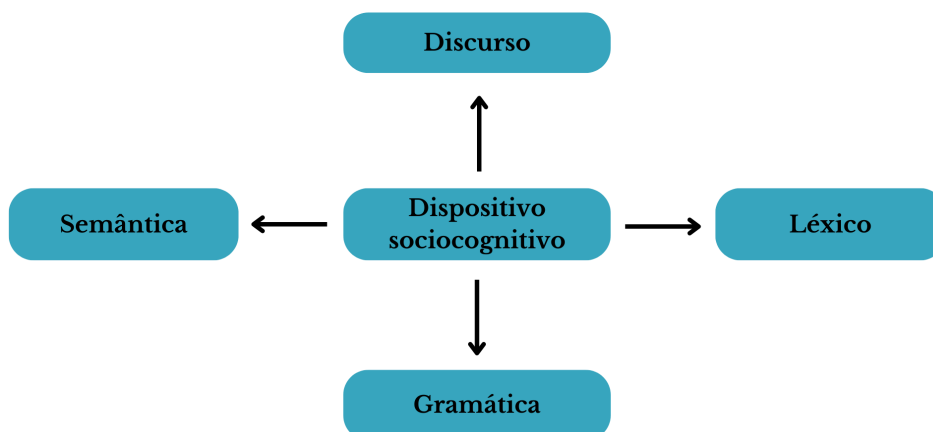 Discurso
Semântica
Dispositivo
sociocognitivo
Léxico
Gramática